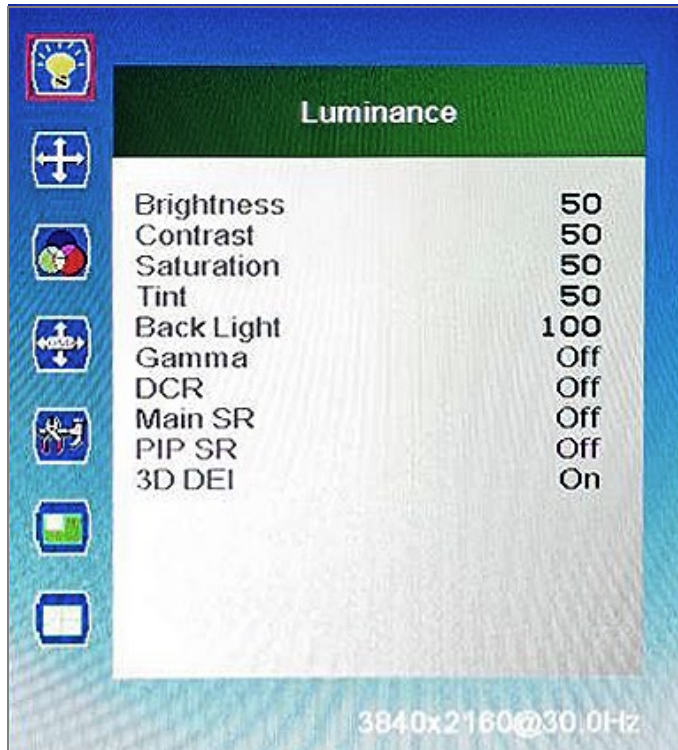 Luminance
Brightness 50
Contrast 50
Saturation 50
Tint 50
Back Light 100
Gamma Off
DCR Off
Main SR Off
PIP SR Off
3D DEI On
3840x2160@30.0Hz